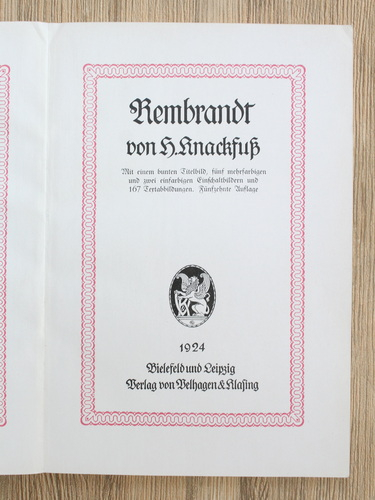 Rembrandt
von H. Knackfuß
Mit einem bunten Titelbild, fünf mehrfarbigen
und zwei einfarbigen Einschaltbildern und
167 Textabbildungen. Fünfzehnte Auflage
1924
Bielefeld und Leipzig
Verlag von Velhagen & Klasing